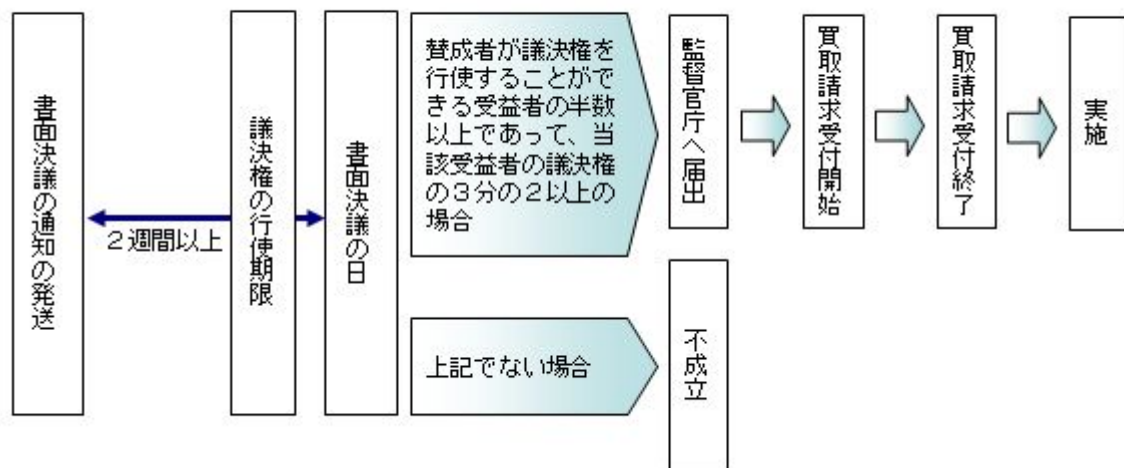 書面決議の通知の発送
２週間以上
議決権の行使期限
書面決議の日
賛成者が議決権を
行使することがで
きる受益者の半数
以上であって、当
該受益者の議決権
の３分の２以上の
場合
監督官庁へ届出
買取請求受付開始
買取請求受付終了
実施
上記でない場合
不成立